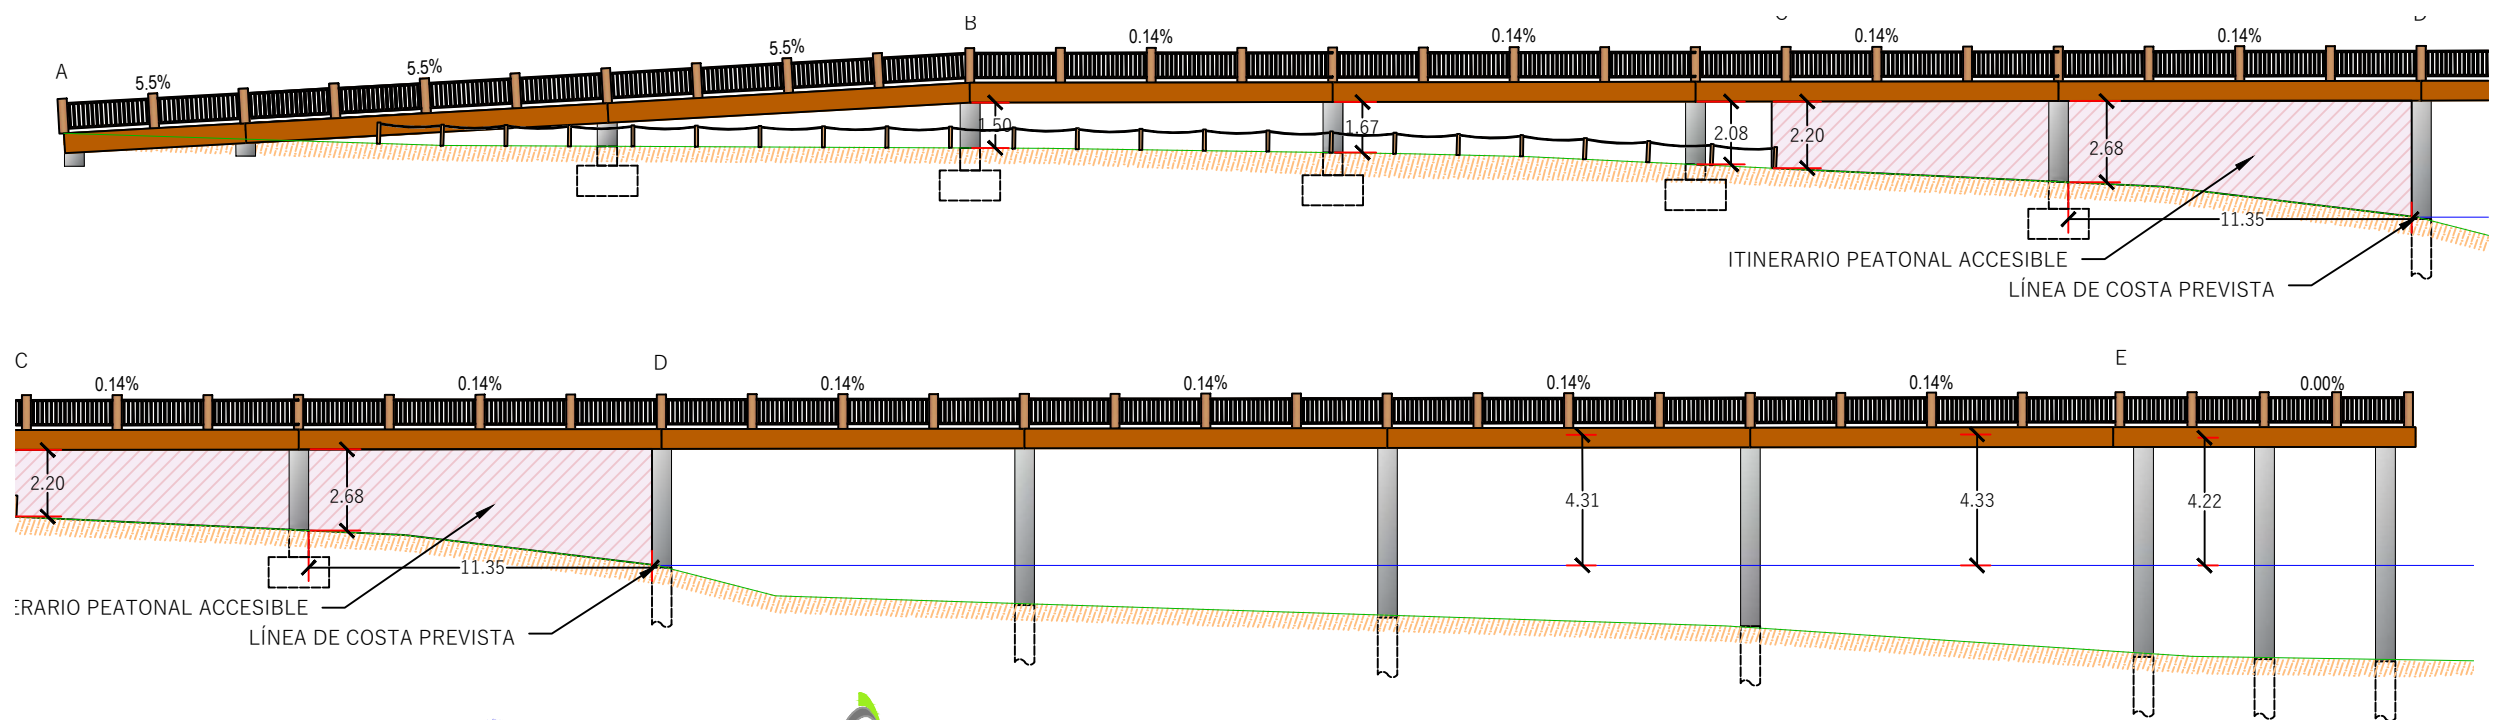 B
D
0.14%
0.14%
0.14%
0.14%
5.5%
5.5%
A
5.5%
1.50
1.67
2.08
2.20
2.68
11.35
ITINERARIO PEATONAL ACCESIBLE
LÍNEA DE COSTA PREVISTA
C
D
E
0.14%
0.14%
0.14%
0.14%
0.14%
0.14%
0.00%
2.20
2.68
4.31
4.33
4.22
11.35
ERARIO PEATONAL ACCESIBLE
LÍNEA DE COSTA PREVISTA